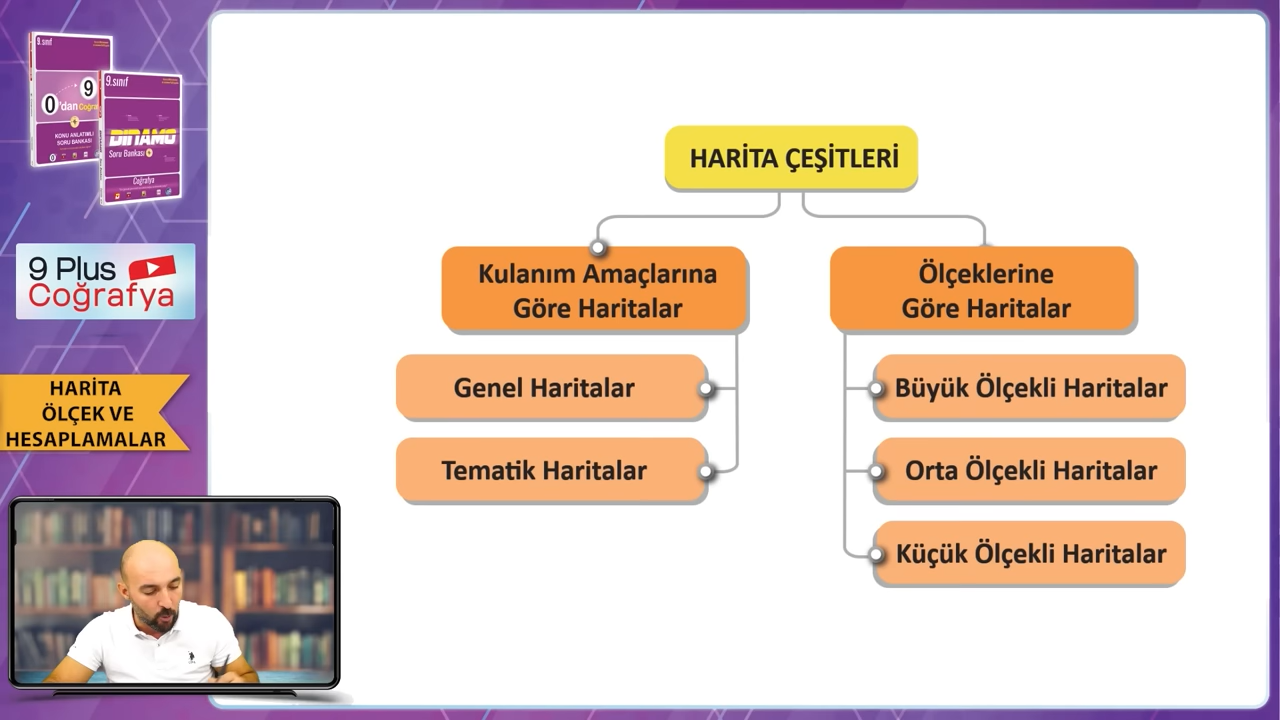 9.sınıf
0'dan 9
KONU ANLATIMLI
SORU BANKASI
9.sınıf
DİNAMO
Soru Bankası
Coğrafya
9 Plus
Coğrafya
HARİTA
ÖLÇEK VE
HESAPLAMALAR
HARİTA ÇEŞİTLERİ
Kulanım Amaçlarına
Göre Haritalar
Genel Haritalar
Tematik Haritalar
Ölçeklerine
Göre Haritalar
Büyük Ölçekli Haritalar
Orta Ölçekli Haritalar
Küçük Ölçekli Haritalar